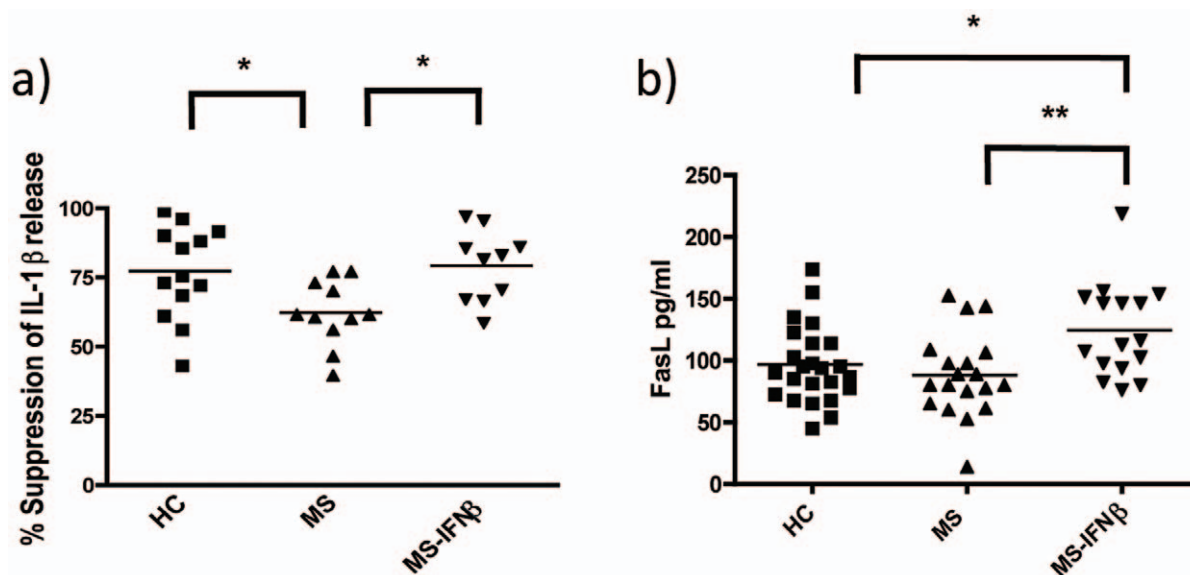 a)
* *
% Suppression of IL-1β release
100
75
50
25
0
HC
MS
MS-IFNβ
b)
*
**
FasL pg/ml
250
200
150
100
50
0
HC
MS
MS-IFNβ